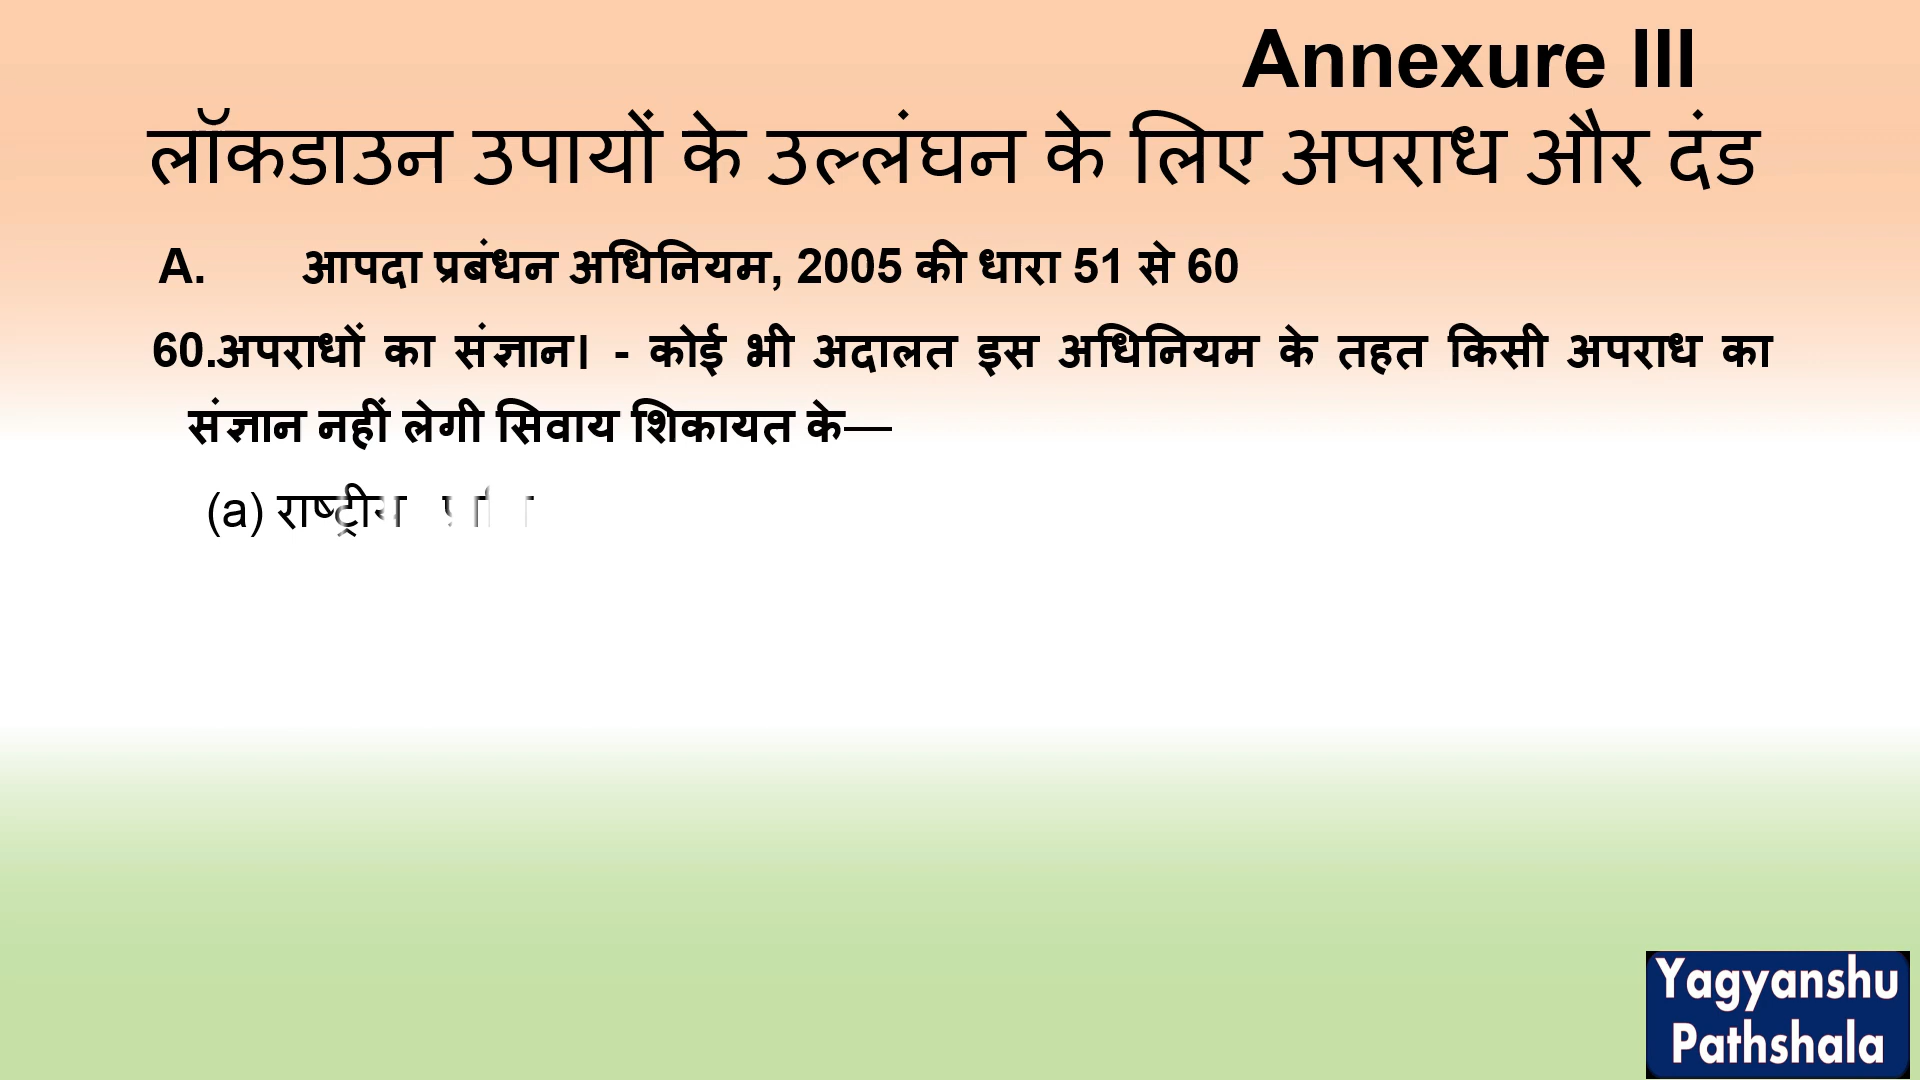 Annexure III
लॉकडाउन उपायों के उल्लंघन के लिए अपराध और दंड
A. आपदा प्रबंधन अधिनियम, 2005 की धारा 51 से 60
60.अपराधों का संज्ञान। - कोई भी अदालत इस अधिनियम के तहत किसी अपराध का
संज्ञान नहीं लेगी सिवाय शिकायत के—
(a) राष्ट्रीय
Yagyanshu
Pathshala